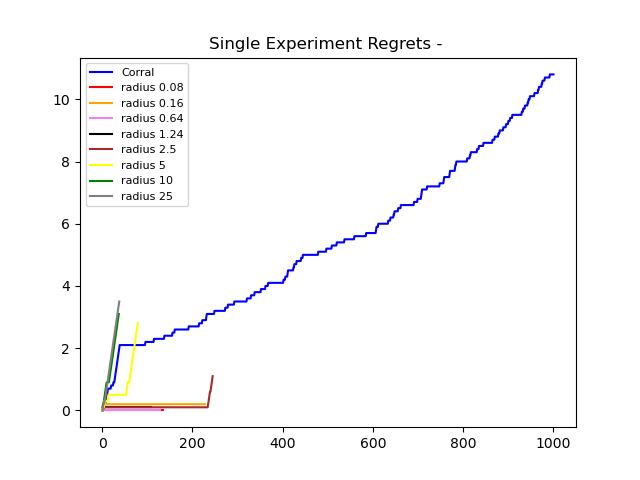 Single Experiment Regrets -
Corral
radius 0.08
radius 0.16
radius 0.64
radius 1.24
radius 2.5
radius 5
radius 10
radius 25
10
8
6
4
2
0
0 200 400 600 800 1000